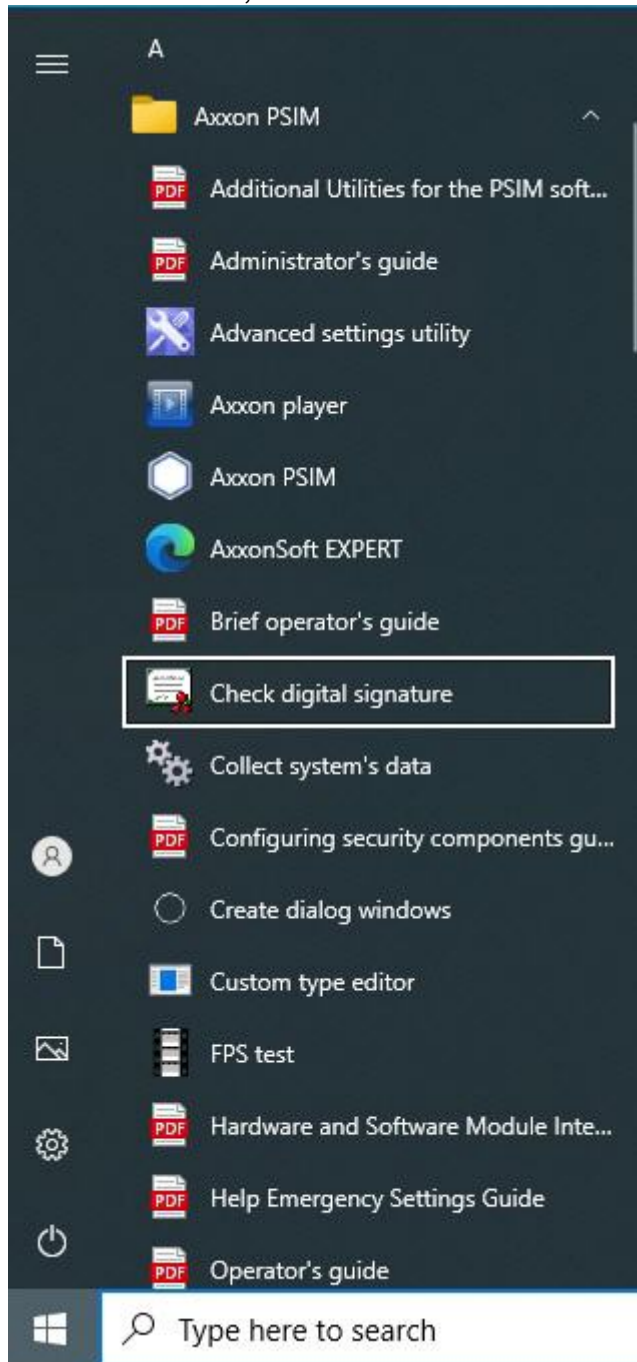 A
Axxon PSIM
PDF Additional Utilities for the PSIM soft...
PDF Administrator's guide
Advanced settings utility
Axxon player
Axxon PSIM
AxxonSoft EXPERT
PDF Brief operator's guide
Check digital signature
Collect system's data
PDF Configuring security components gu...
Create dialog windows
Custom type editor
FPS test
PDF Hardware and Software Module Inte...
PDF Help Emergency Settings Guide
PDF Operator's guide
Type here to search